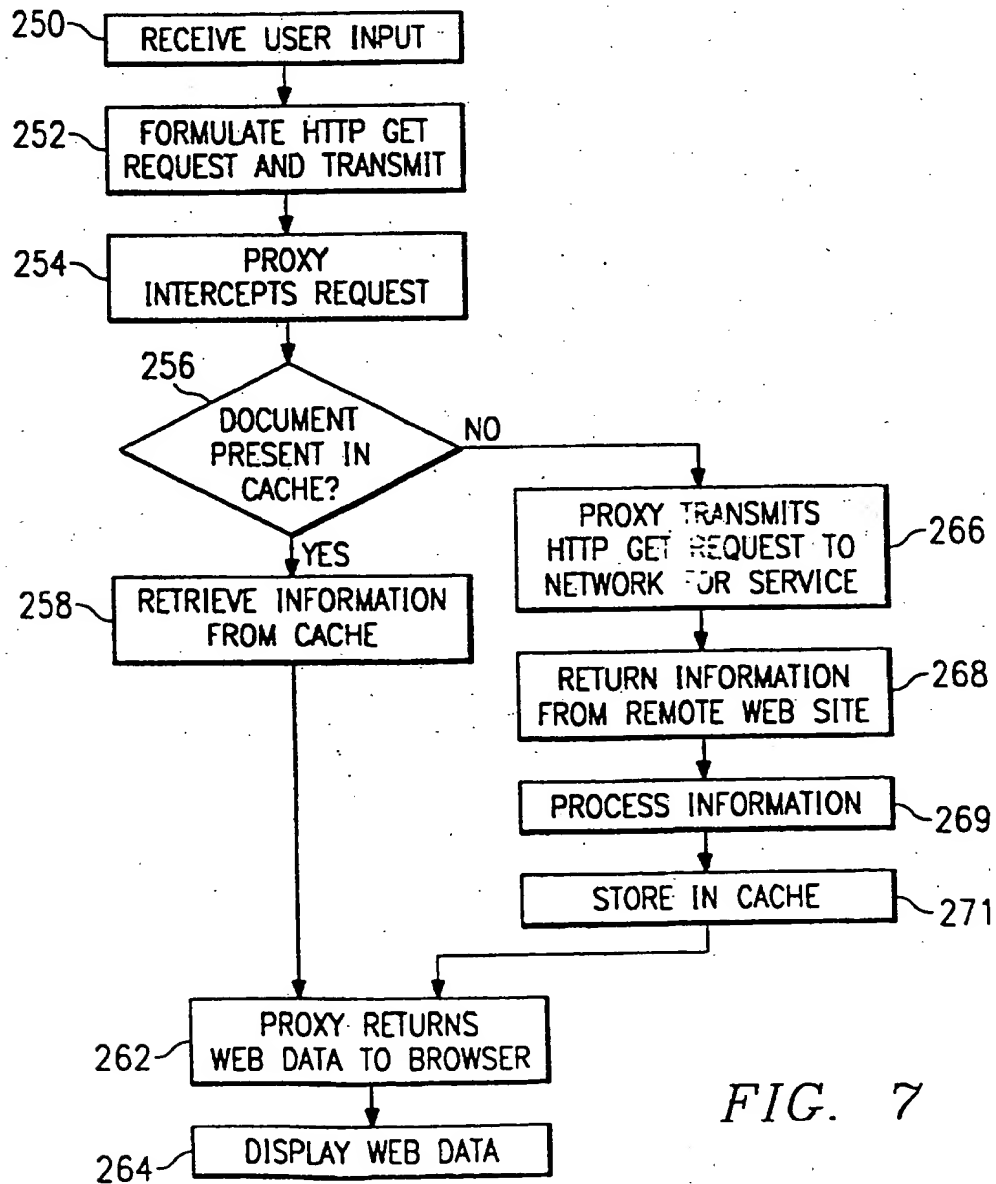 250
RECEIVE USER INPUT
252
FORMULATE HTTP GET
REQUEST AND TRANSMIT
254
PROXY
INTERCEPTS REQUEST
256
DOCUMENT
PRESENT IN
CACHE?
NO
YES
258
RETRIEVE INFORMATION
FROM CACHE
PROXY TRANSMITS
HTTP GET REQUEST TO
NETWORK FOR SERVICE
266
RETURN INFORMATION
FROM REMOTE WEB SITE
268
PROCESS INFORMATION
269
STORE IN CACHE
271
262
PROXY RETURNS
WEB DATA TO BROWSER
264
DISPLAY WEB DATA
FIG. 7